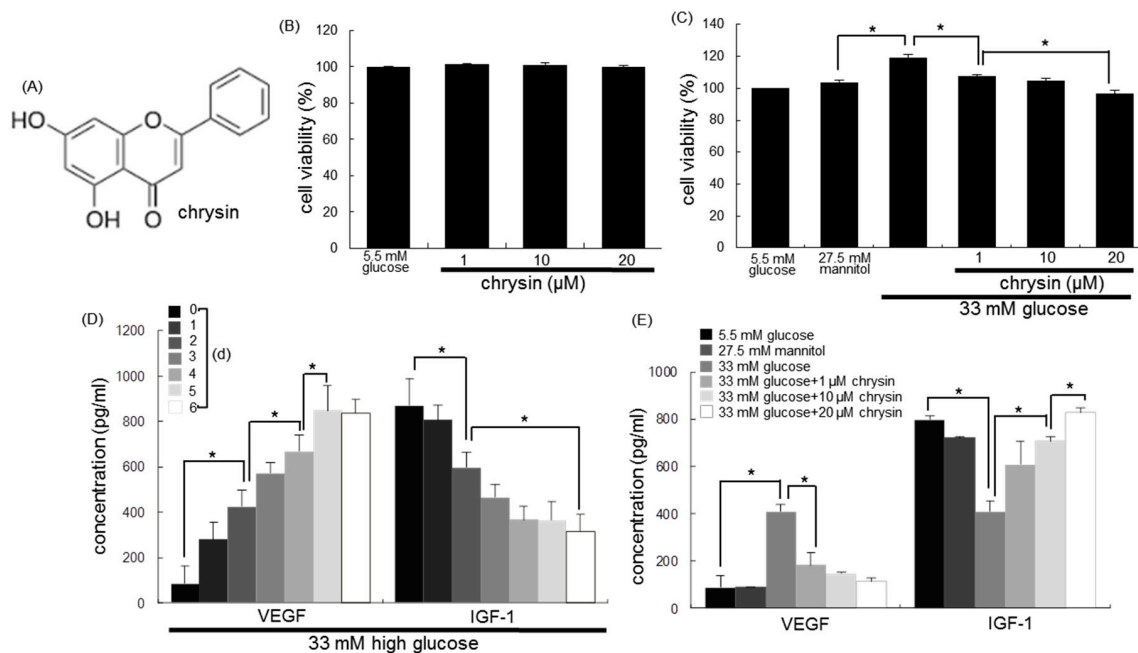 (A)
HO
O
OH
O
chrysin
(B)
cell viability (%)
140
120
100
80
60
40
20
0
5.5 mM
glucose
1
10
20
chrysin (µM)
(C)
cell viability (%)
140
120
100
80
60
40
20
0
*
*
*
5.5 mM
glucose
27.5 mM
mannitol
1
10
20
chrysin (µM)
33 mM glucose
(D)
0
1
2
3
4
5
6
(d)
concentration (pg/ml)
1200
1000
800
600
400
200
0
*
*
*
*
*
VEGF
IGF-1
33 mM high glucose
(E)
5.5 mM glucose
27.5 mM mannitol
33 mM glucose
33 mM glucose+1 µM chrysin
33 mM glucose+10 µM chrysin
33 mM glucose+20 µM chrysin
concentration (pg/ml)
800
600
400
200
0
*
*
*
*
*
VEGF
IGF-1